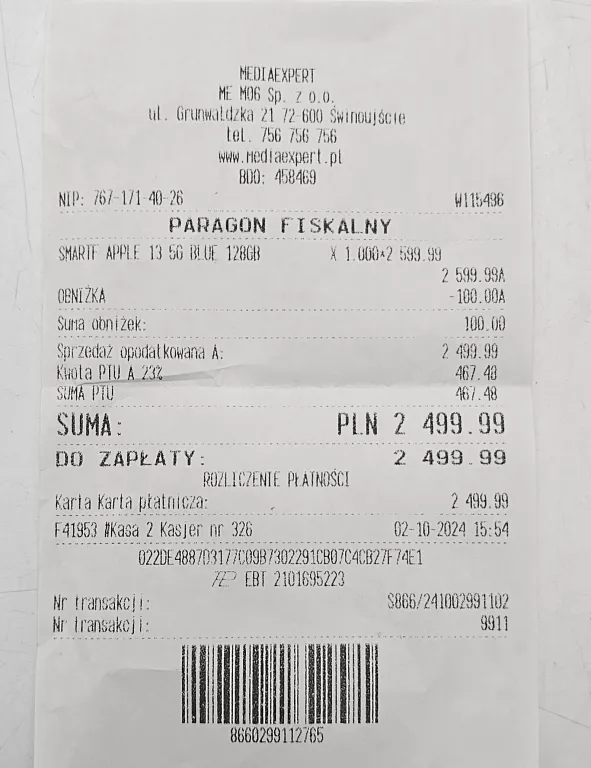 MEDIAEXPERT
ME M06 Sp. z o.o.
ul. Grunwaldzka 21 72-600 Świnoujście
tel. 756 756 756
www.mediaexpert.pl
BDO: 458469
NIP: 767-171-40-26 W115496
PARAGON FISKALNY
SMARTF APPLE 13 5G BLUE 128GB X 1.000*2 599.99
2 599.99A
OBNIŻKA -100.00A
Suma obniżek: 100.00
Sprzedaż opodatkowana A: 2 499.99
Kwota PTU A 23% 467.48
SUMA PTU 467.48
SUMA: PLN 2 499.99
DO ZAPŁATY: 2 499.99
ROZLICZENIE PŁATNOŚCI
Karta Karta płatnicza: 2 499.99
F41953 #Kasa 2 Kasjer nr 326 02-10-2024 15:54
022DE4887D3177C09B7302291CB07C4CB27F74E1
EBT 2101695223
Nr transakcji: S866/241002991102
Nr transakcji: 9911
8660299112765